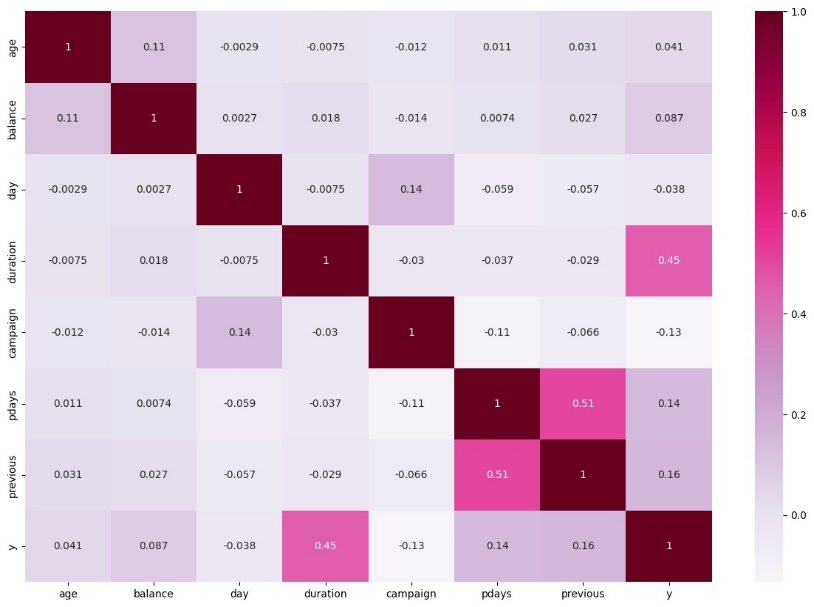 age 1 0.11 -0.0029 -0.0075 -0.012 0.011 0.031 0.041
balance 0.11 1 0.0027 0.018 -0.014 0.0074 0.027 0.087
day -0.0029 0.0027 1 -0.0075 0.14 -0.059 -0.057 -0.038
duration -0.0075 0.018 -0.0075 1 -0.03 -0.037 -0.029 0.45
campaign -0.012 -0.014 0.14 -0.03 1 -0.11 -0.066 -0.13
pdays 0.011 0.0074 -0.059 -0.037 -0.11 1 0.51 0.14
previous 0.031 0.027 -0.057 -0.029 -0.066 0.51 1 0.16
y 0.041 0.087 -0.038 0.45 -0.13 0.14 0.16 1
age balance day duration campaign pdays previous y
1.0
0.8
0.6
0.4
0.2
0.0